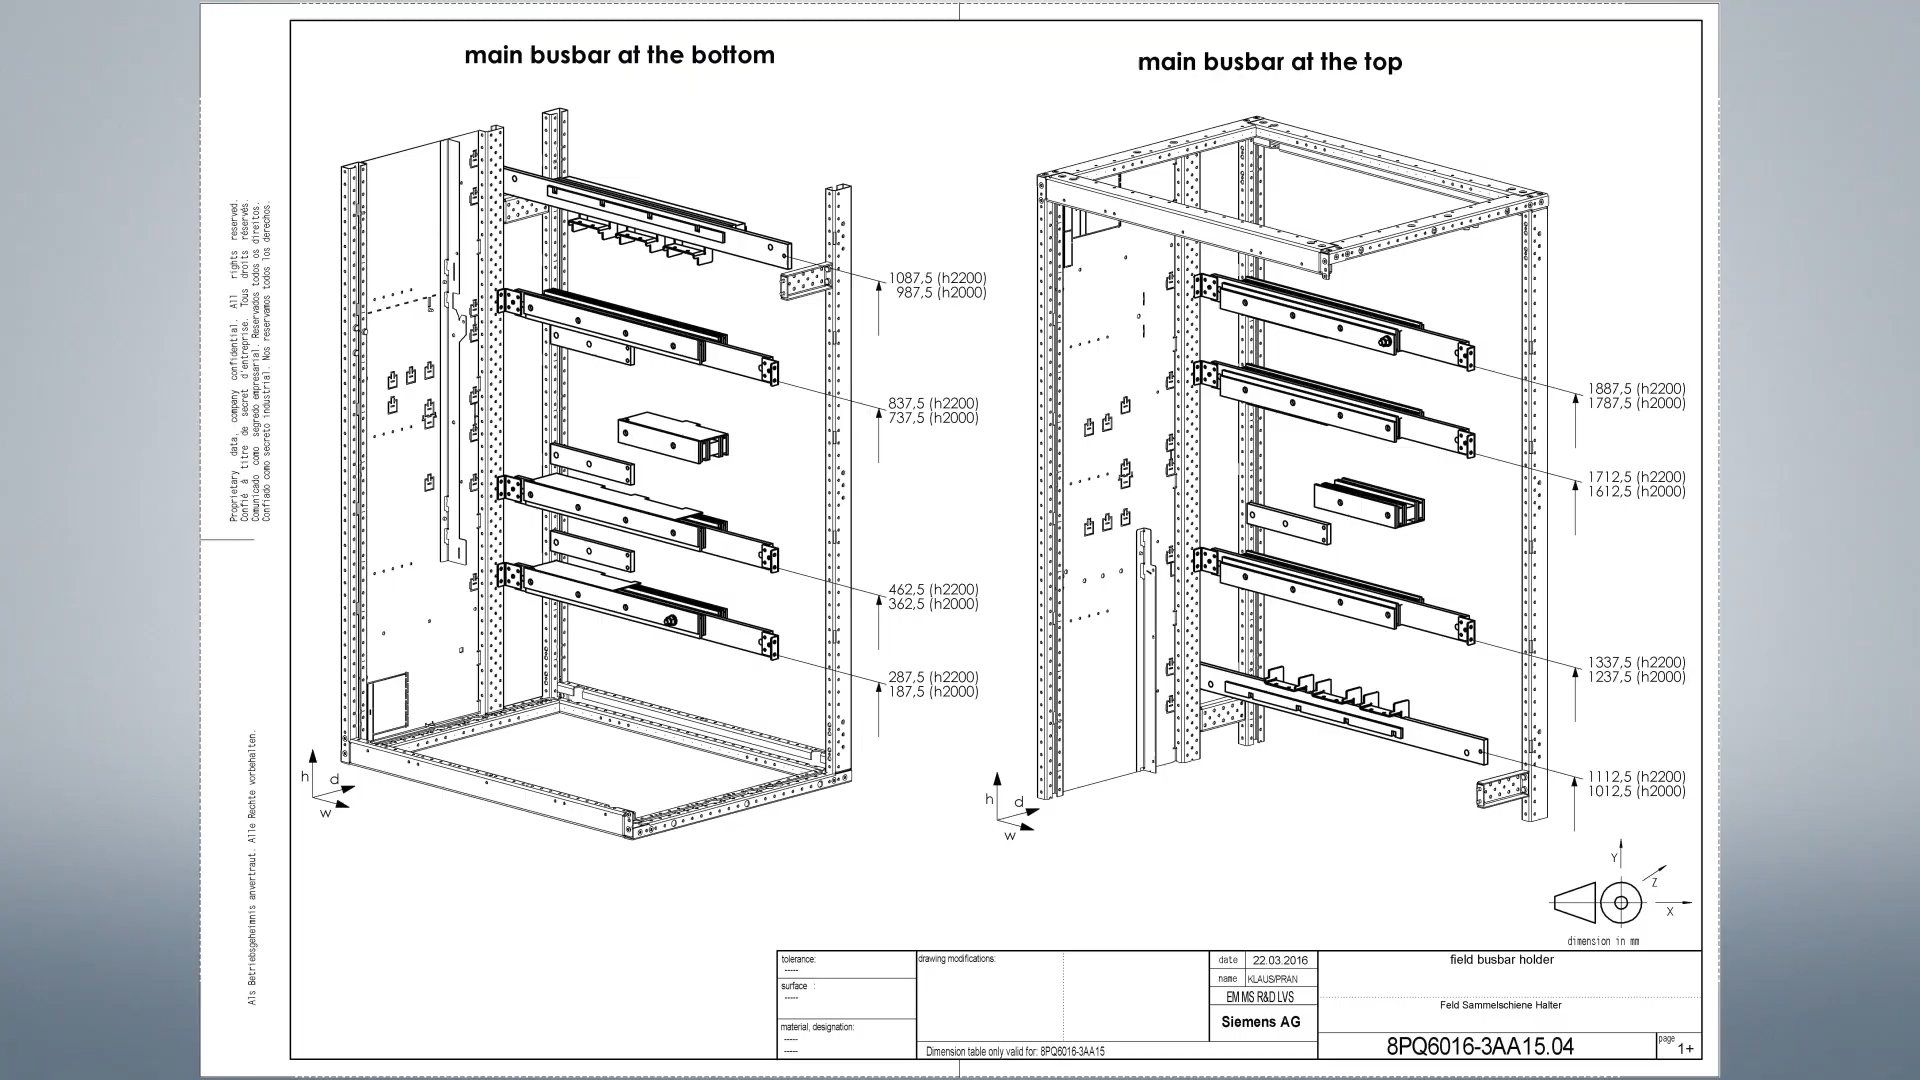 main busbar at the bottom
main busbar at the top
Proprietary data, company confidential. All rights reserved.
Confié à titre de secret d'entreprise. Tous droits réservés.
Comunicado como segredo empresarial. Reservados todos os direitos.
Confiado como secreto industrial. Nos reservamos todos los derechos.
Als Betriebsgeheimnis anvertraut. Alle Rechte vorbehalten.
1087,5 (h2200)
987,5 (h2000)
837,5 (h2200)
737,5 (h2000)
462,5 (h2200)
362,5 (h2000)
287,5 (h2200)
187,5 (h2000)
h
d
w
1887,5 (h2200)
1787,5 (h2000)
1712,5 (h2200)
1612,5 (h2000)
1337,5 (h2200)
1237,5 (h2000)
1112,5 (h2200)
1012,5 (h2000)
h
d
w
Y
Z
X
dimension in mm
tolerance:
-----
surface :
-----
material, designation:
-----
-----
drawing modifications:
Dimension table only valid for: 8PQ6016-3AA15
date 22.03.2016
name KLAUS/PRAN
EM MS R&D LVS
Siemens AG
field busbar holder
Feld Sammelschiene Halter
8PQ6016-3AA15.04
page
1+